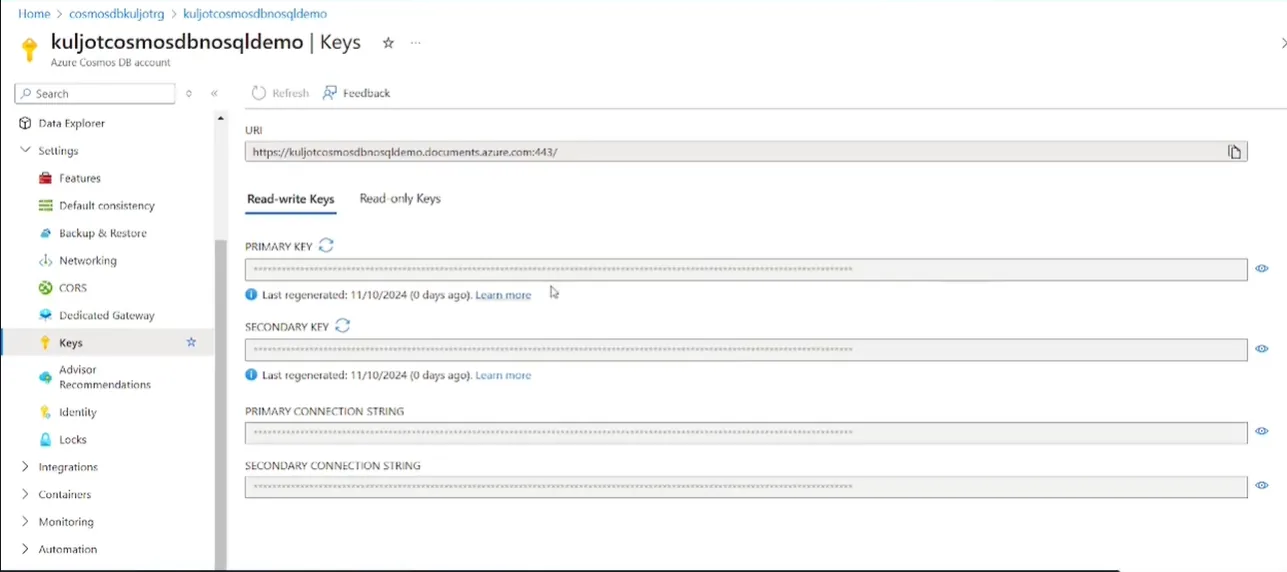 Home > cosmosdbkuljotrg > kuljotcosmosdbnosqldemo
kuljotcosmosdbnosqldemo | Keys
Azure Cosmos DB account
Search
Refresh
Feedback
Data Explorer
Settings
Features
Default consistency
Backup & Restore
Networking
CORS
Dedicated Gateway
Keys
Advisor
Recommendations
Identity
Locks
Integrations
Containers
Monitoring
Automation
URI
https://kuljotcosmosdbnosqldemo.documents.azure.com:443/
Read-write Keys
Read-only Keys
PRIMARY KEY
Last regenerated: 11/10/2024 (0 days ago). Learn more
SECONDARY KEY
Last regenerated: 11/10/2024 (0 days ago). Learn more
PRIMARY CONNECTION STRING
SECONDARY CONNECTION STRING